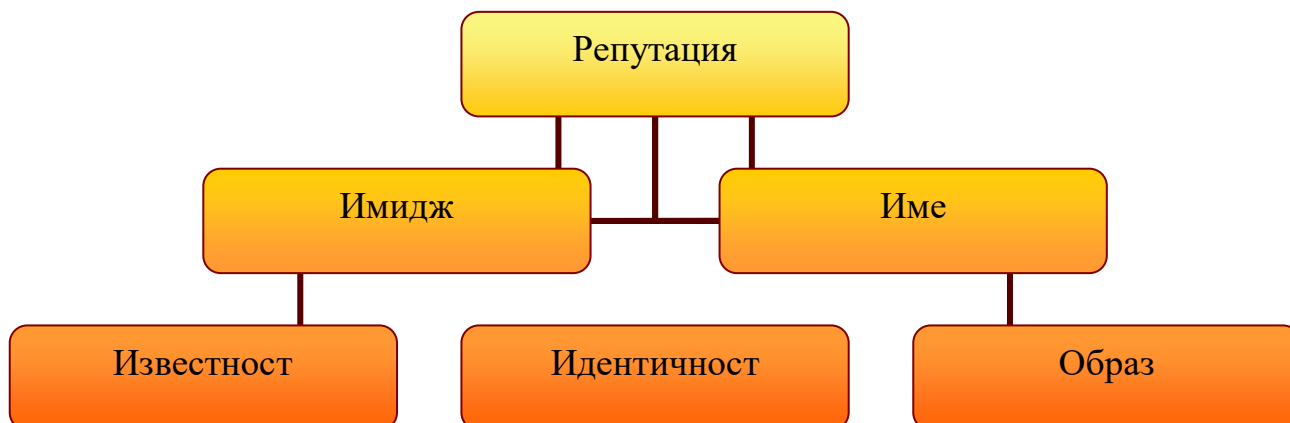 Репутация
Имидж
Име
Известност
Идентичност
Образ